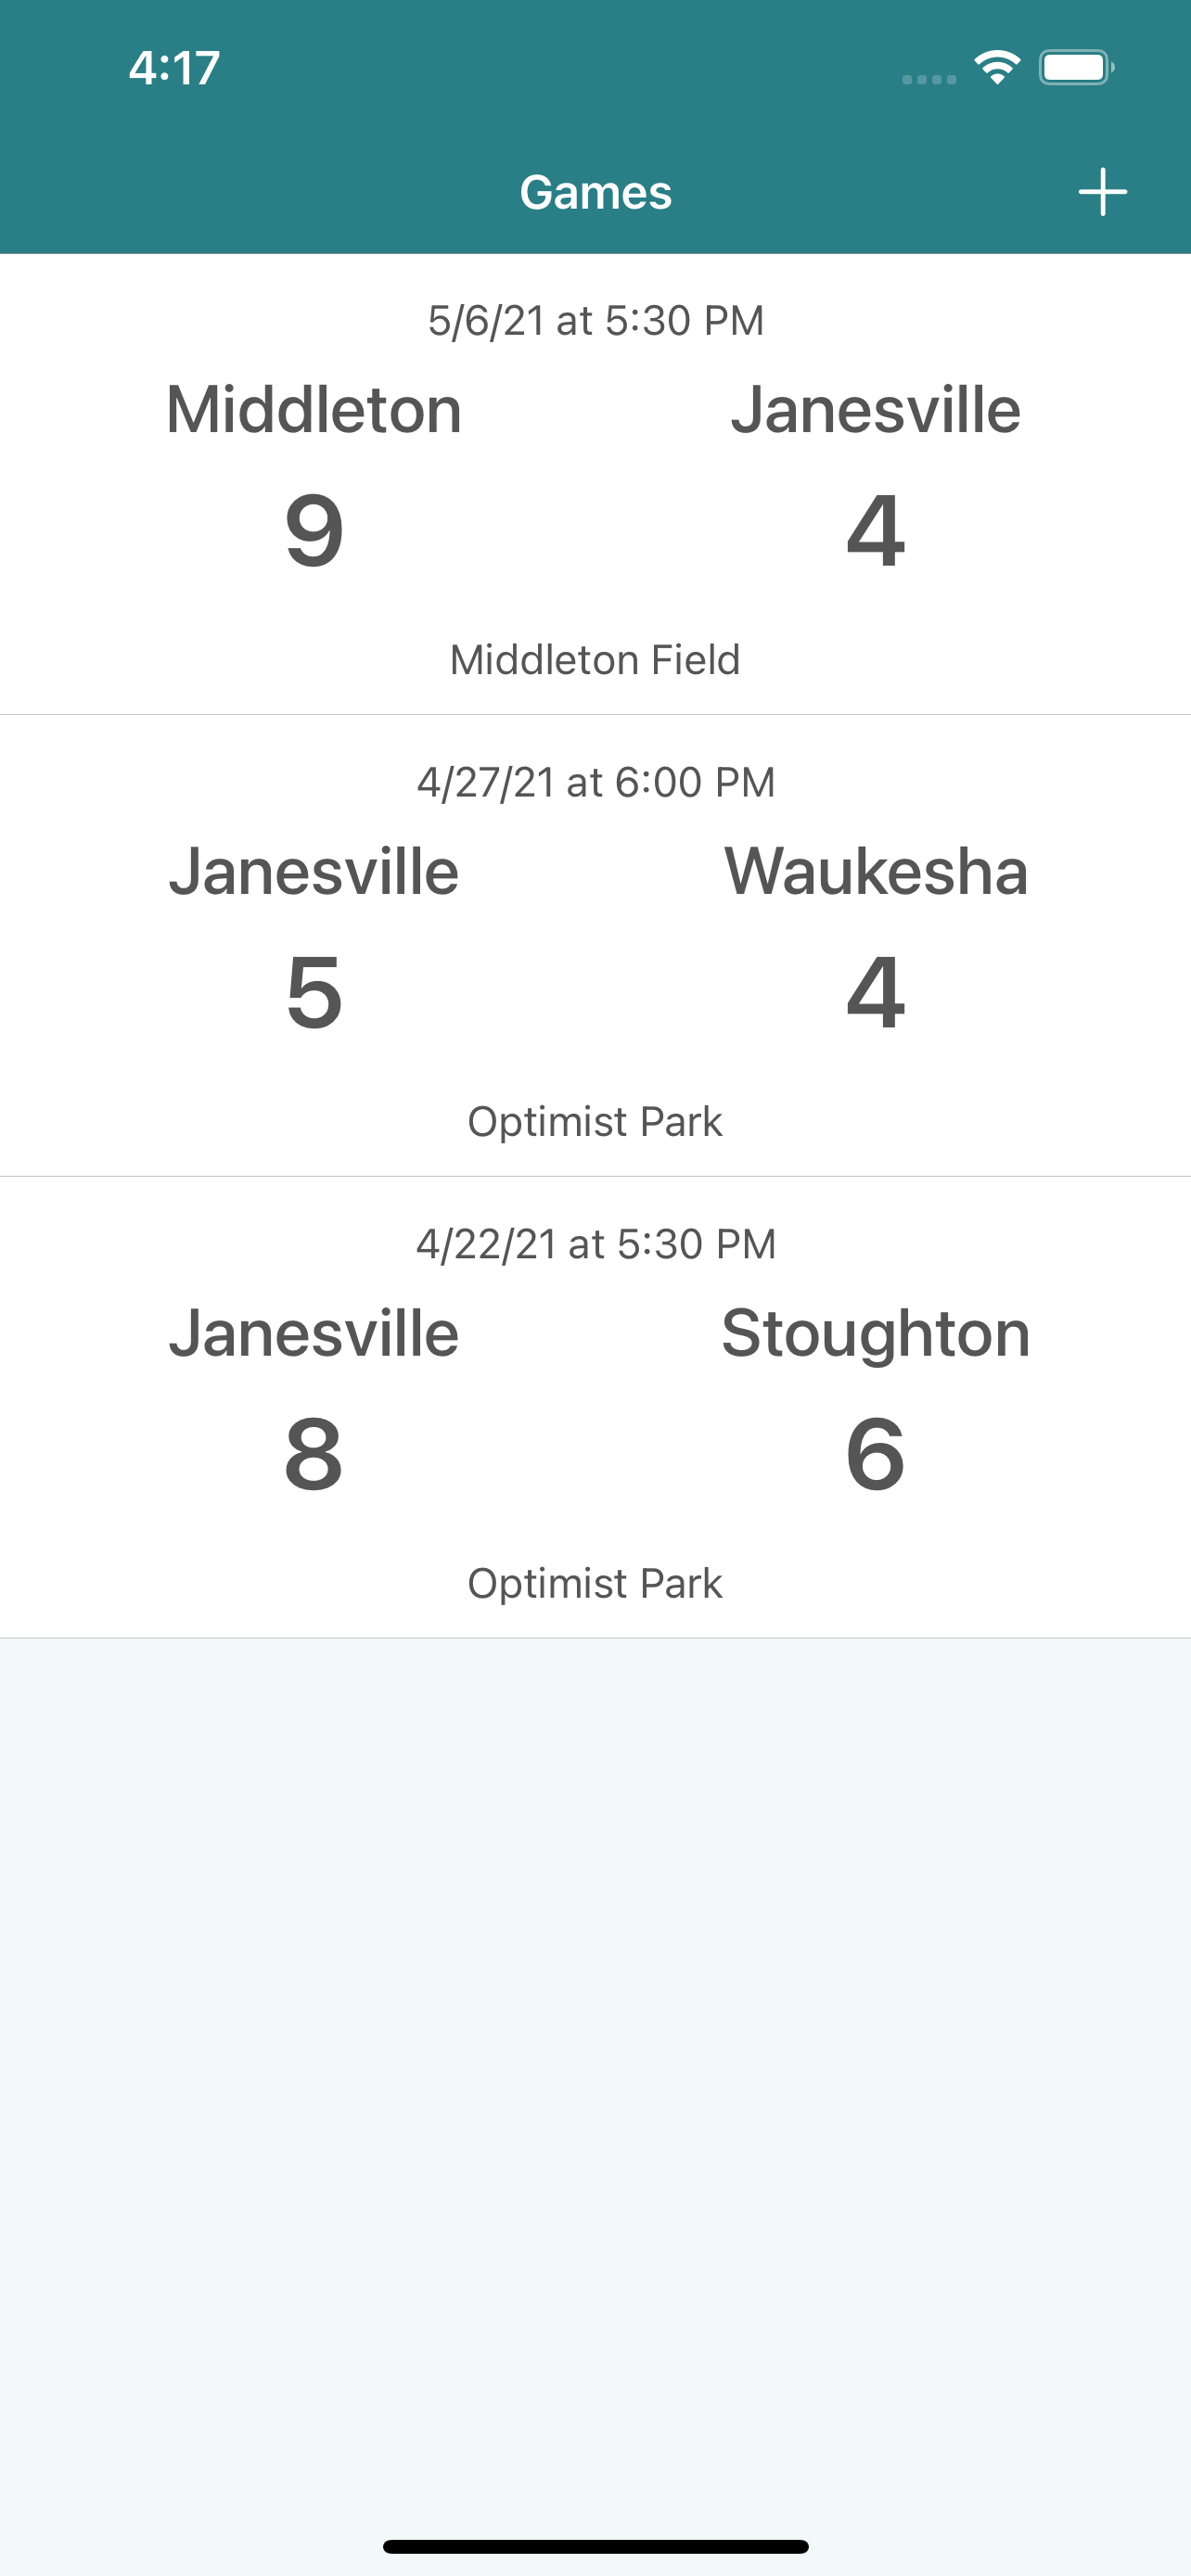 4:17
Games
5/6/21 at 5:30 PM
Middleton Janesville
9 4
Middleton Field
4/27/21 at 6:00 PM
Janesville Waukesha
5 4
Optimist Park
4/22/21 at 5:30 PM
Janesville Stoughton
8 6
Optimist Park